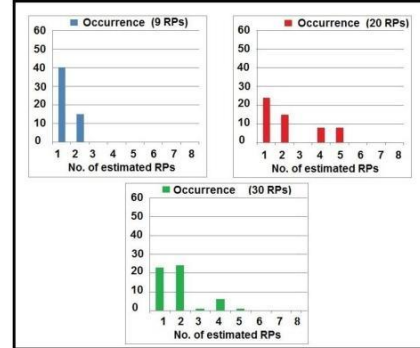 Occurrence (9 RPs)
60
50
40
30
20
10
0
1 2 3 4 5 6 7 8
No. of estimated RPs
Occurrence (20 RPs)
60
50
40
30
20
10
0
1 2 3 4 5 6 7 8
No. of estimated RPs
Occurrence (30 RPs)
60
50
40
30
20
10
0
1 2 3 4 5 6 7 8
No. of estimated RPs